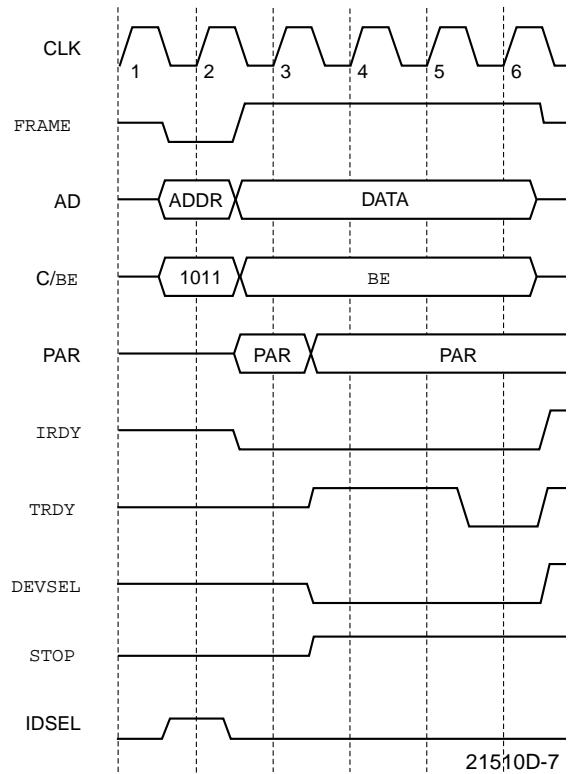 CLK
1 2 3 4 5 6
FRAME
AD ADDR DATA
C/BE 1011 BE
PAR PAR PAR
IRDY
TRDY
DEVSEL
STOP
IDSEL
21510D-7